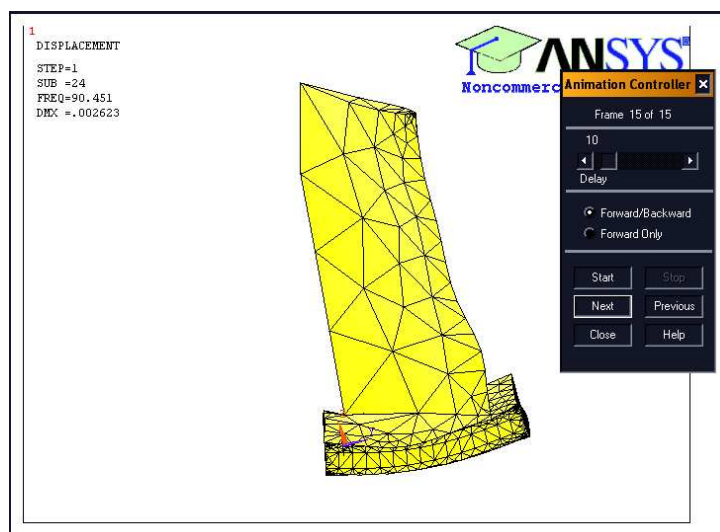 1
DISPLACEMENT
STEP=1
SUB =24
FREQ=90.451
DMX =.002623
ANSYS
Animation Controller
Frame 15 of 15
10
Delay
Forward/Backward
Forward Only
Start Stop
Next Previous
Close Help